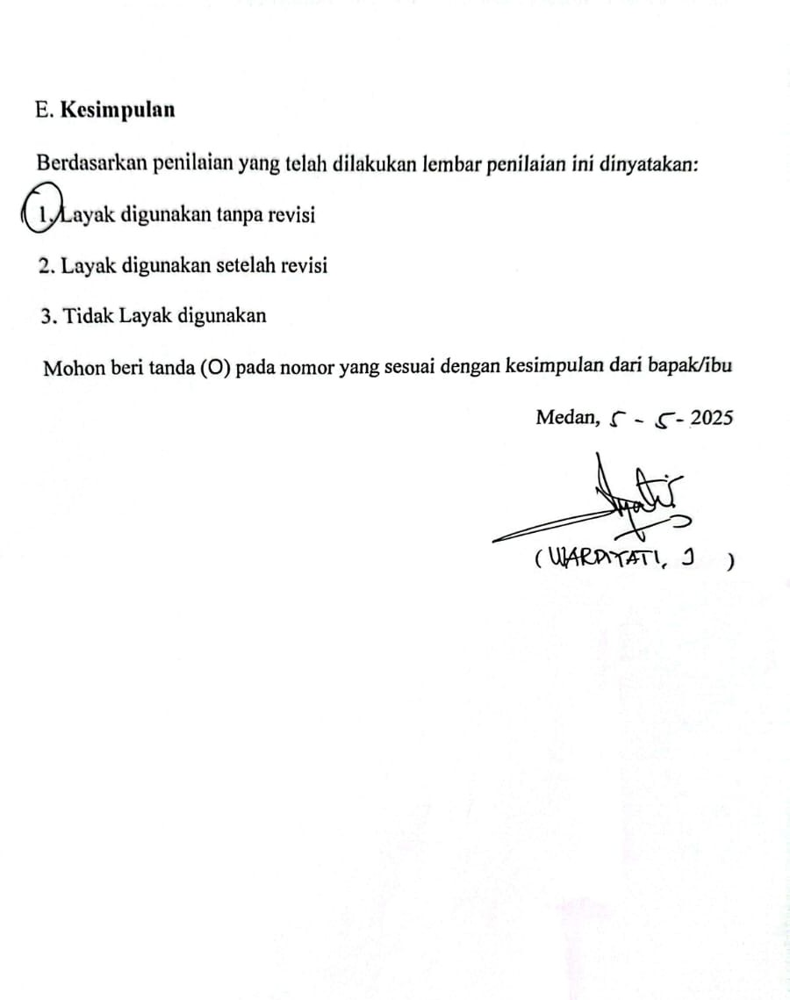 E. Kesimpulan
Berdasarkan penilaian yang telah dilakukan lembar penilaian ini dinyatakan:
1. Layak digunakan tanpa revisi
2. Layak digunakan setelah revisi
3. Tidak Layak digunakan
Mohon beri tanda (O) pada nomor yang sesuai dengan kesimpulan dari bapak/ibu
Medan, 5 - 5 - 2025
(WARDIYATI, )